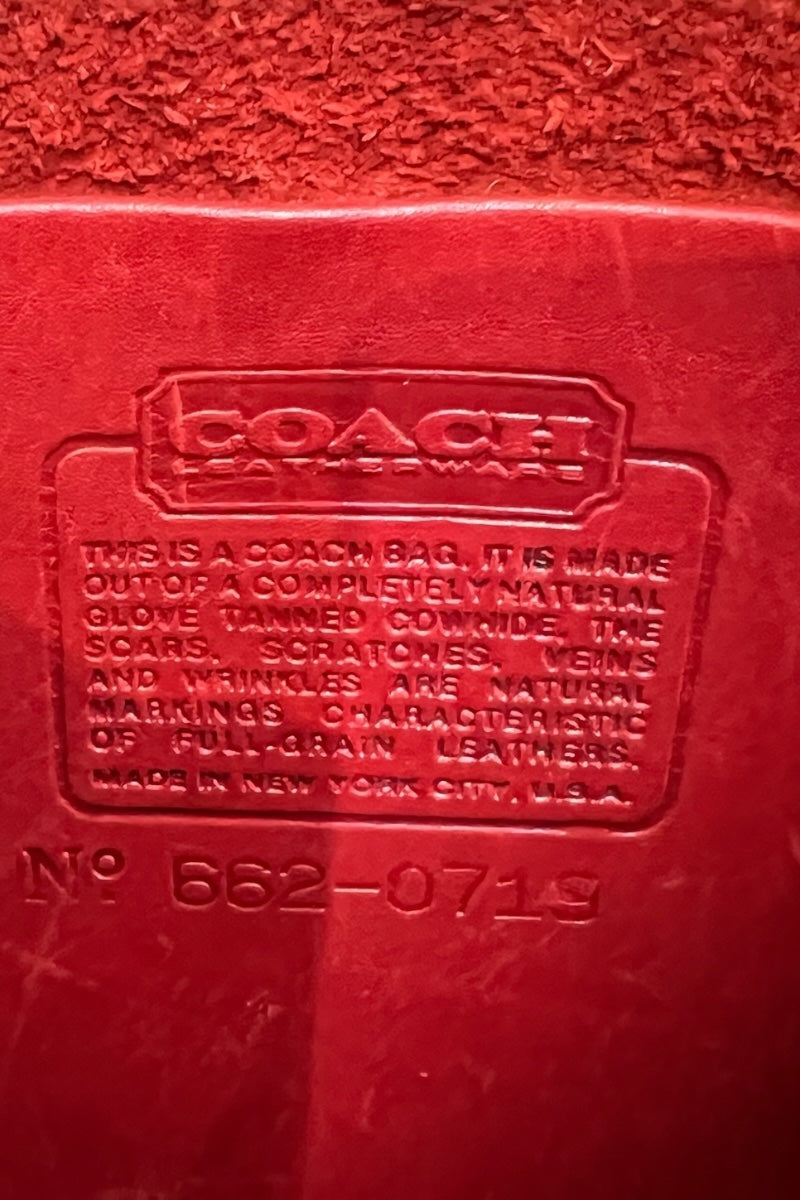 COACH
LEATHERWARE
THIS IS A COACH BAG. IT IS MADE
OUT OF A COMPLETELY NATURAL
GLOVE TANNED COWHIDE. THE
SCARS, SCRATCHES, VEINS
AND WRINKLES ARE NATURAL
MARKINGS CHARACTERISTIC
OF FULL-GRAIN LEATHERS.
MADE IN NEW YORK CITY, U.S.A.
Nº 662-0719